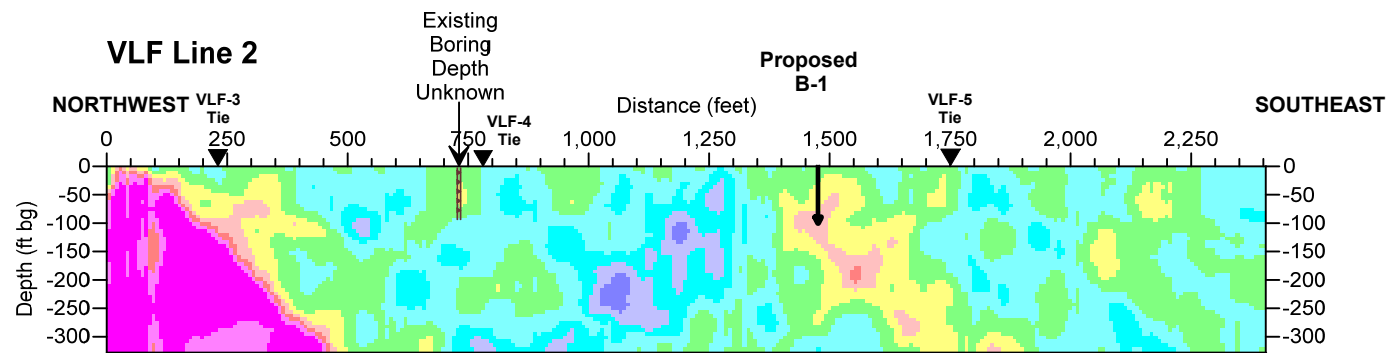 Existing
Boring
Depth
Unknown
VLF Line 2
Proposed
B-1
NORTHWEST
VLF-3
Tie
VLF-4
Tie
Distance (feet)
VLF-5
Tie
SOUTHEAST
0 250 500 750 1,000 1,250 1,500 1,750 2,000 2,250
Depth (ft bg)
0 0
-50 -50
-100 -100
-150 -150
-200 -200
-250 -250
-300 -300